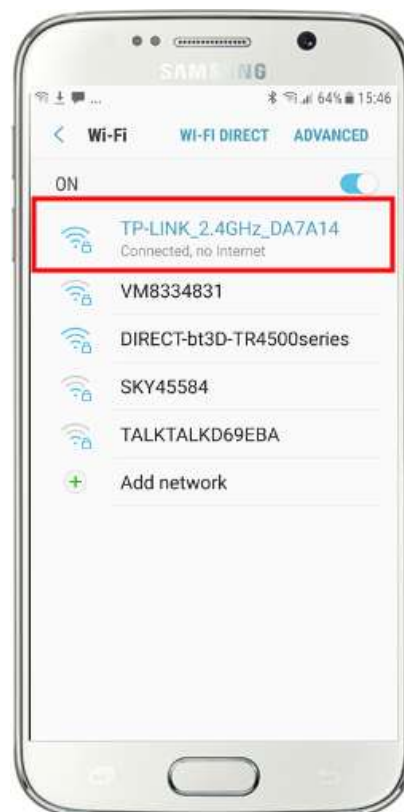 SAMSUNG
... 64% 15:46
< Wi-Fi WI-FI DIRECT ADVANCED
ON
TP-LINK_2.4GHz_DA7A14
Connected, no Internet
VM8334831
DIRECT-bt3D-TR4500series
SKY45584
TALKTALKD69EBA
Add network